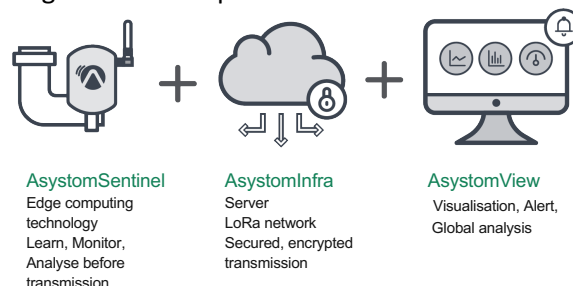 AsystomSentinel
Edge computing
technology
Learn, Monitor,
Analyse before
transmission
AsystomInfra
Server
LoRa network
Secured, encrypted
transmission
AsystomView
Visualisation, Alert,
Global analysis